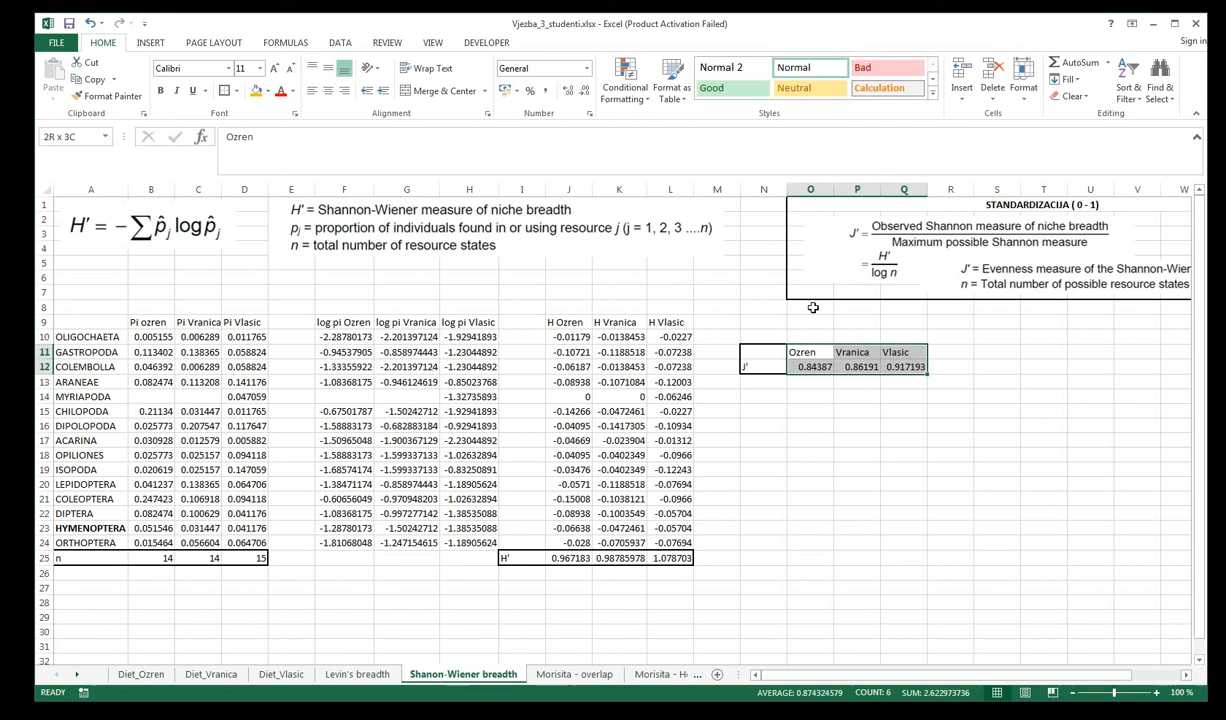 Vjezba_3_studenti.xlsx - Excel (Product Activation Failed)
FILE HOME INSERT PAGE LAYOUT FORMULAS DATA REVIEW VIEW DEVELOPER Sign in
Cut
Copy
Format Painter
Paste
Clipboard
Calibri 11
B I U
Font
Wrap Text
Merge & Center
Alignment
General
Number
Conditional Formatting
Format as Table
Normal 2 Normal Bad
Good Neutral Calculation
Styles
Insert Delete Format
Cells
AutoSum
Fill
Clear
Sort & Filter
Find & Select
Editing
2R x 3C fx Ozren
A B C D E F G H I J K L M N O P Q R S T U V W
1 STANDARDIZACIJA ( 0 - 1)
H' = −∑ p̂j log p̂j
H' = Shannon-Wiener measure of niche breadth
pj = proportion of individuals found in or using resource j (j = 1, 2, 3 ....n)
n = total number of resource states
J' = Observed Shannon measure of niche breadth / Maximum possible Shannon measure
= H' / log n
J' = Evenness measure of the Shannon-Wier
n = Total number of possible resource states
2
3
4
5
6
7
8
9 Pi ozren Pi Vranica Pi Vlasic log pi Ozren log pi Vranica log pi Vlasic H Ozren H Vranica H Vlasic
10 OLIGOCHAETA 0.005155 0.006289 0.011765 -2.28780173 -2.201397124 -1.92941893 -0.01179 -0.0138453 -0.0227
11 GASTROPODA 0.113402 0.138365 0.058824 -0.94537905 -0.858974443 -1.23044892 -0.10721 -0.1188518 -0.07238 Ozren Vranica Vlasic
12 COLEMBOLLA 0.046392 0.006289 0.058824 -1.33355922 -2.201397124 -1.23044892 -0.06187 -0.0138453 -0.07238 J' 0.84387 0.86191 0.917193
13 ARANEAE 0.082474 0.113208 0.141176 -1.08368175 -0.946124619 -0.85023768 -0.08938 -0.1071084 -0.12003
14 MYRIAPODA 0.047059 -1.32735893 0 0 -0.06246
15 CHILOPODA 0.21134 0.031447 0.011765 -0.67501787 -1.50242712 -1.92941893 -0.14266 -0.0472461 -0.0227
16 DIPOLOPODA 0.025773 0.207547 0.117647 -1.58883173 -0.682883184 -0.92941893 -0.04095 -0.1417305 -0.10934
17 ACARINA 0.030928 0.012579 0.005882 -1.50965048 -1.900367129 -2.23044892 -0.04669 -0.023904 -0.01312
18 OPILIONES 0.025773 0.025157 0.094118 -1.58883173 -1.599337133 -1.02632894 -0.04095 -0.0402349 -0.0966
19 ISOPODA 0.020619 0.025157 0.147059 -1.68574174 -1.599337133 -0.83250891 -0.03476 -0.0402349 -0.12243
20 LEPIDOPTERA 0.041237 0.138365 0.064706 -1.38471174 -0.858974443 -1.18905624 -0.0571 -0.1188518 -0.07694
21 COLEOPTERA 0.247423 0.106918 0.094118 -0.60656049 -0.970948203 -1.02632894 -0.15008 -0.1038121 -0.0966
22 DIPTERA 0.082474 0.100629 0.041176 -1.08368175 -0.997277142 -1.38535088 -0.08938 -0.1003549 -0.05704
23 HYMENOPTERA 0.051546 0.031447 0.041176 -1.28780173 -1.50242712 -1.38535088 -0.06638 -0.0472461 -0.05704
24 ORTHOPTERA 0.015464 0.056604 0.064706 -1.81068048 -1.247154615 -1.18905624 -0.028 -0.0705937 -0.07694
25 n 14 14 15 H' 0.967183 0.98785978 1.078703
26
27
28
29
30
31
32
Diet_Ozren Diet_Vranica Diet_Vlasic Levin's breadth Shanon-Wiener breadth Morisita - overlap Morisita - Hc ...
READY AVERAGE: 0.874324579 COUNT: 6 SUM: 2.622973736 100 %